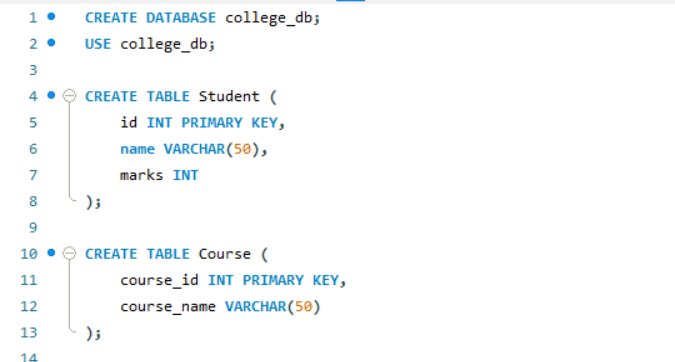 1 CREATE DATABASE college_db;
2 USE college_db;
3
4 CREATE TABLE Student (
5 id INT PRIMARY KEY,
6 name VARCHAR(50),
7 marks INT
8 );
9
10 CREATE TABLE Course (
11 course_id INT PRIMARY KEY,
12 course_name VARCHAR(50)
13 );
14